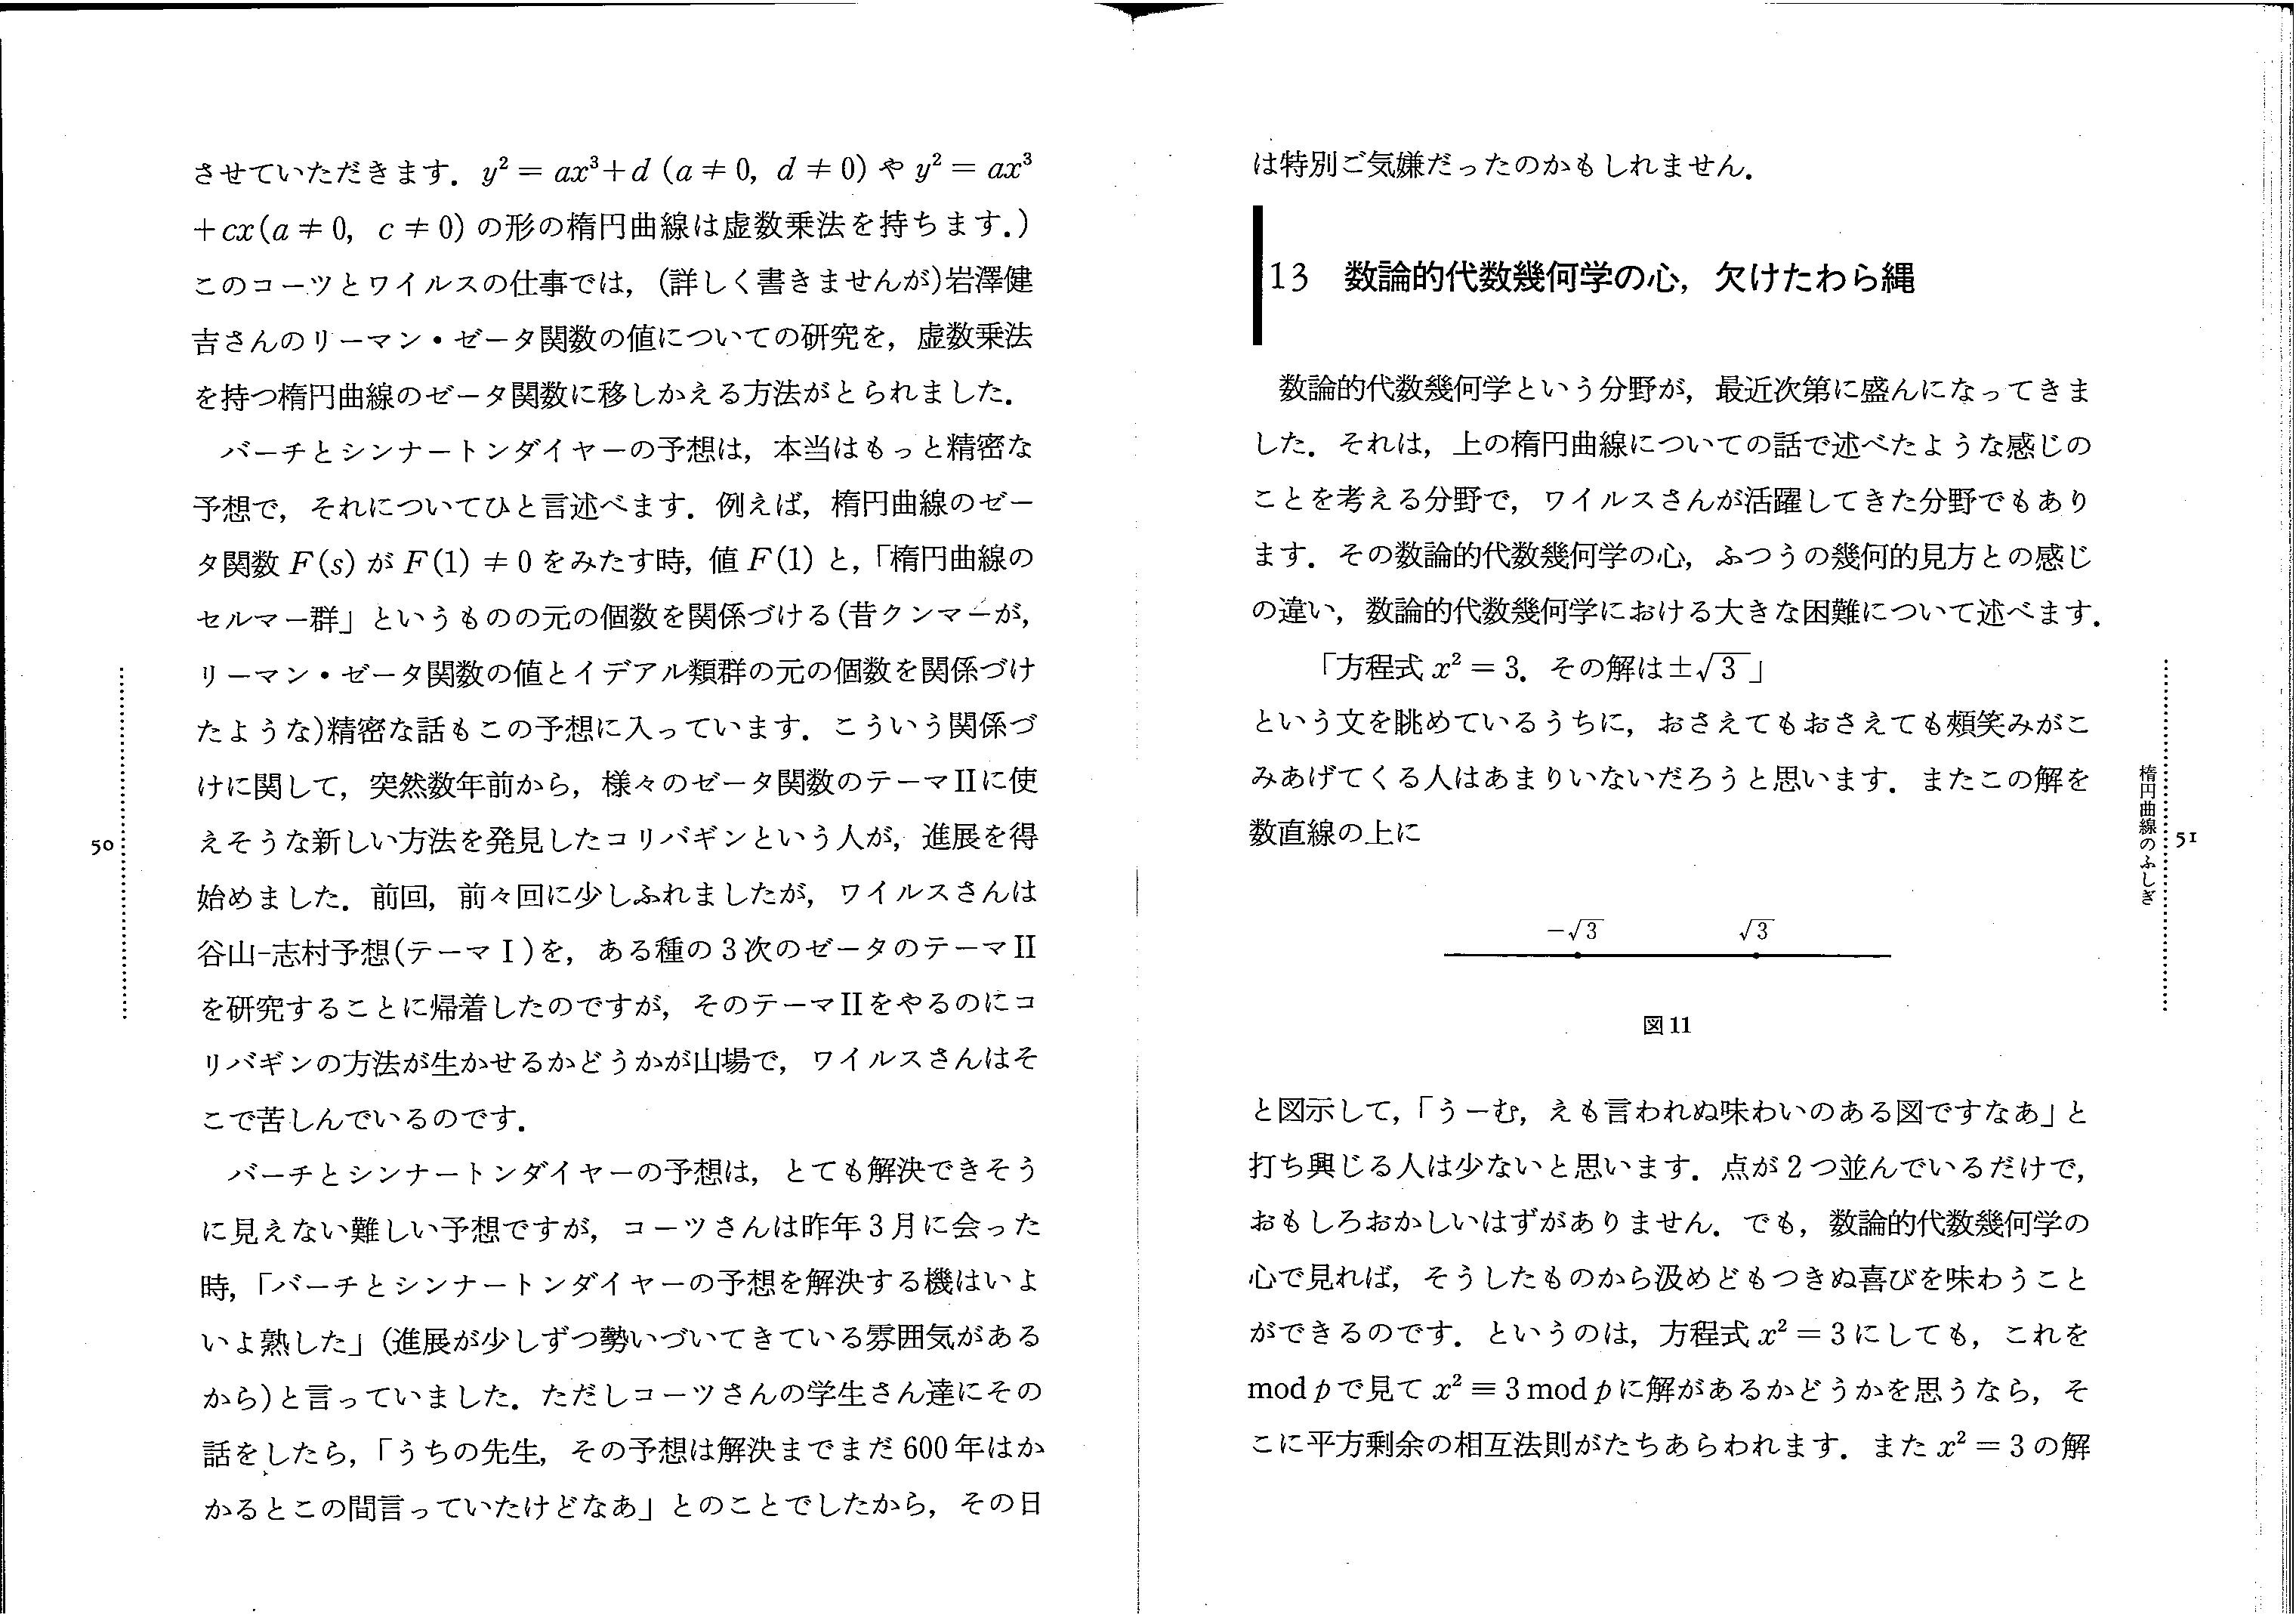 させていただきます．y² = ax³+d (a ≠ 0, d ≠ 0) や y² = ax³
+cx(a ≠ 0, c ≠ 0) の形の楕円曲線は虚数乗法を持ちます．）
このコーツとワイルスの仕事では，（詳しく書きませんが）岩澤健
吉さんのリーマン・ゼータ関数の値についての研究を，虚数乗法
を持つ楕円曲線のゼータ関数に移しかえる方法がとられました．
バーチとシンナートンダイヤーの予想は，本当はもっと精密な
予想で，それについてひと言述べます．例えば，楕円曲線のゼー
タ関数 F(s) が F(1) ≠ 0 をみたす時，値 F(1) と，「楕円曲線の
セルマー群」というものの元の個数を関係づける（昔クンマーが，
リーマン・ゼータ関数の値とイデアル類群の元の個数を関係づけ
たような）精密な話もこの予想に入っています．こういう関係づ
けに関して，突然数年前から，様々のゼータ関数のテーマIIに使
えそうな新しい方法を発見したコリバギンという人が，進展を得
始めました．前回，前々回に少しふれましたが，ワイルスさんは
谷山-志村予想（テーマI）を，ある種の3次のゼータのテーマII
を研究することに帰着したのですが，そのテーマIIをやるのにコ
リバギンの方法が生かせるかどうかが山場で，ワイルスさんはそ
こで苦しんでいるのです．
バーチとシンナートンダイヤーの予想は，とても解決できそう
に見えない難しい予想ですが，コーツさんは昨年3月に会った
時，「バーチとシンナートンダイヤーの予想を解決する機はいよ
いよ熟した」（進展が少しずつ勢いづいてきている雰囲気がある
から）と言っていました．ただしコーツさんの学生さん達にその
話をしたら，「うちの先生，その予想は解決までまだ600年はか
かるとこの間言っていたけどなあ」とのことでしたから，その日
50
は特別ご気嫌だったのかもしれません．
13 数論的代数幾何学の心，欠けたわら縄
数論的代数幾何学という分野が，最近次第に盛んになってきま
した．それは，上の楕円曲線についての話で述べたような感じの
ことを考える分野で，ワイルスさんが活躍してきた分野でもあり
ます．その数論的代数幾何学の心，ふつうの幾何的見方との感じ
の違い，数論的代数幾何学における大きな困難について述べます．
「方程式 x² = 3．その解は±√3」
という文を眺めているうちに，おさえてもおさえても頰笑みがこ
みあげてくる人はあまりいないだろうと思います．またこの解を
数直線の上に
−√3 √3
図11
と図示して，「うーむ，えも言われぬ味わいのある図ですなあ」と
打ち興じる人は少ないと思います．点が2つ並んでいるだけで，
おもしろおかしいはずがありません．でも，数論的代数幾何学の
心で見れば，そうしたものから汲めどもつきぬ喜びを味わうこと
ができるのです．というのは，方程式 x² = 3 にしても，これを
mod p で見て x² ≡ 3 mod p に解があるかどうかを思うなら，そ
こに平方剰余の相互法則がたちあらわれます．また x² = 3 の解
楕円曲線のふしぎ
51